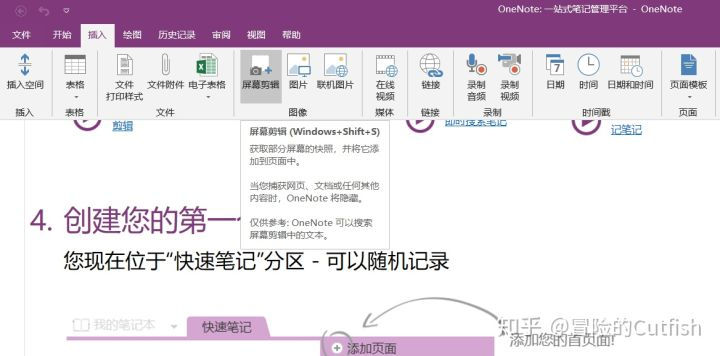 OneNote: 一站式笔记管理平台 - OneNote
文件 开始 插入 绘图 历史记录 审阅 视图 帮助
插入空间 表格 文件打印样式 文件附件 电子表格 屏幕剪辑 图片 联机图片 在线视频 链接 录制音频 录制视频 日期 时间 日期和时间 页面模板
插入 表格 文件 图像 媒体 链接 录制 时间戳 页面
剪辑 的搜索笔记 记笔记
屏幕剪辑 (Windows+Shift+S)
获取部分屏幕的快照，并将它添
加到页面中。
当您捕获网页、文档或任何其他
内容时，OneNote 将隐藏。
仅供参考: OneNote 可以搜索
屏幕剪辑中的文本。
4. 创建您的第一
您现在位于“快速笔记”分区 - 可以随机记录
我的笔记本 快速笔记
添加页面
添加您的首页面!
知乎 @冒险的Cutfish